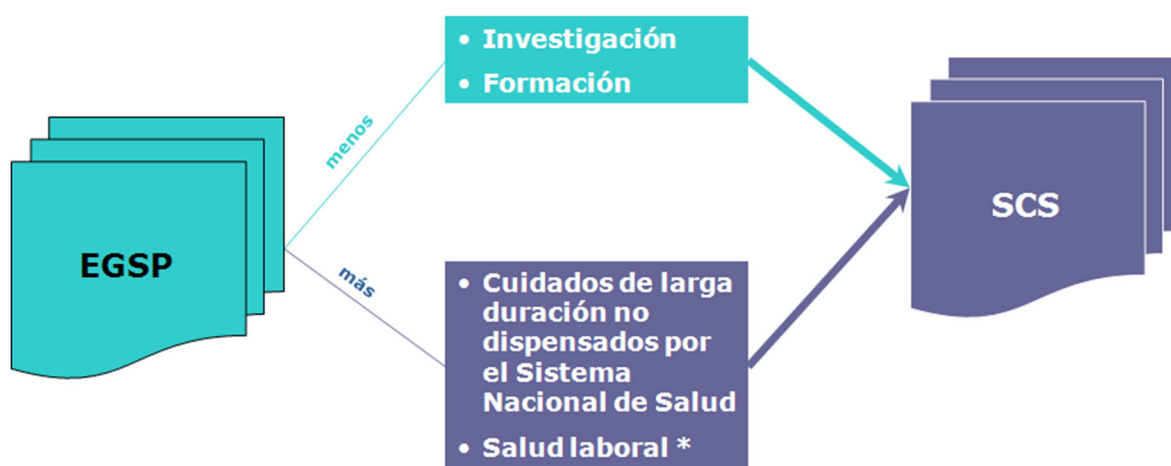 • Investigación
• Formación
menos
EGSP
más
SCS
• Cuidados de larga
duración no
dispensados por
el Sistema
Nacional de Salud
• Salud laboral *